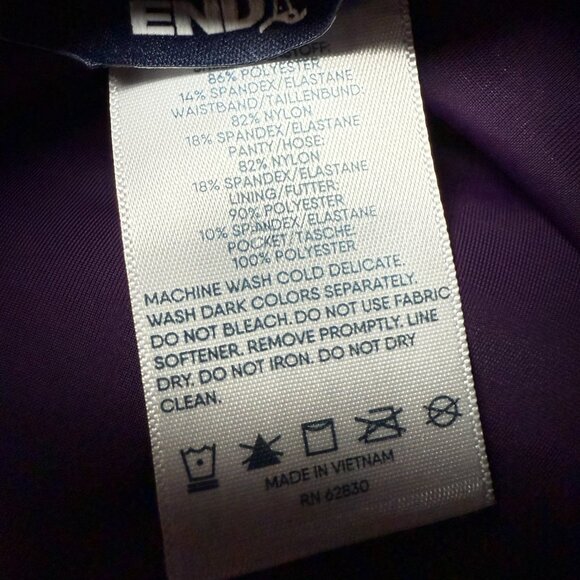 END
86% POLYESTER
14% SPANDEX/ELASTANE
WAISTBAND/TAILLENBUND:
82% NYLON
18% SPANDEX/ELASTANE
PANTY/HOSE:
82% NYLON
18% SPANDEX/ELASTANE
LINING/FUTTER:
90% POLYESTER
10% SPANDEX/ELASTANE
POCKET/TASCHE:
100% POLYESTER
MACHINE WASH COLD DELICATE.
WASH DARK COLORS SEPARATELY.
DO NOT BLEACH. DO NOT USE FABRIC
SOFTENER. REMOVE PROMPTLY. LINE
DRY. DO NOT IRON. DO NOT DRY
CLEAN.
MADE IN VIETNAM
RN 62830